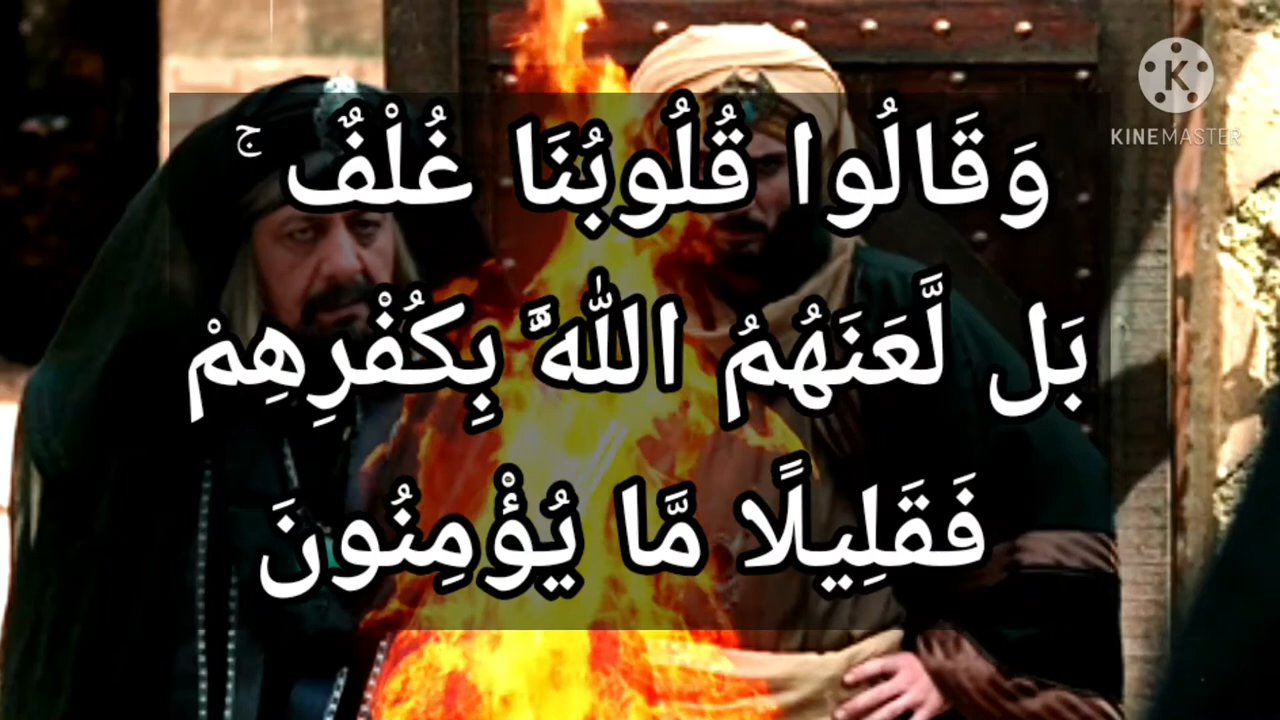 وَقَالُوا قُلُوبُنَا غُلْفٌ ۚ
بَل لَّعَنَهُمُ اللَّهُ بِكُفْرِهِمْ
فَقَلِيلًا مَّا يُؤْمِنُونَ
K
KINEMASTER